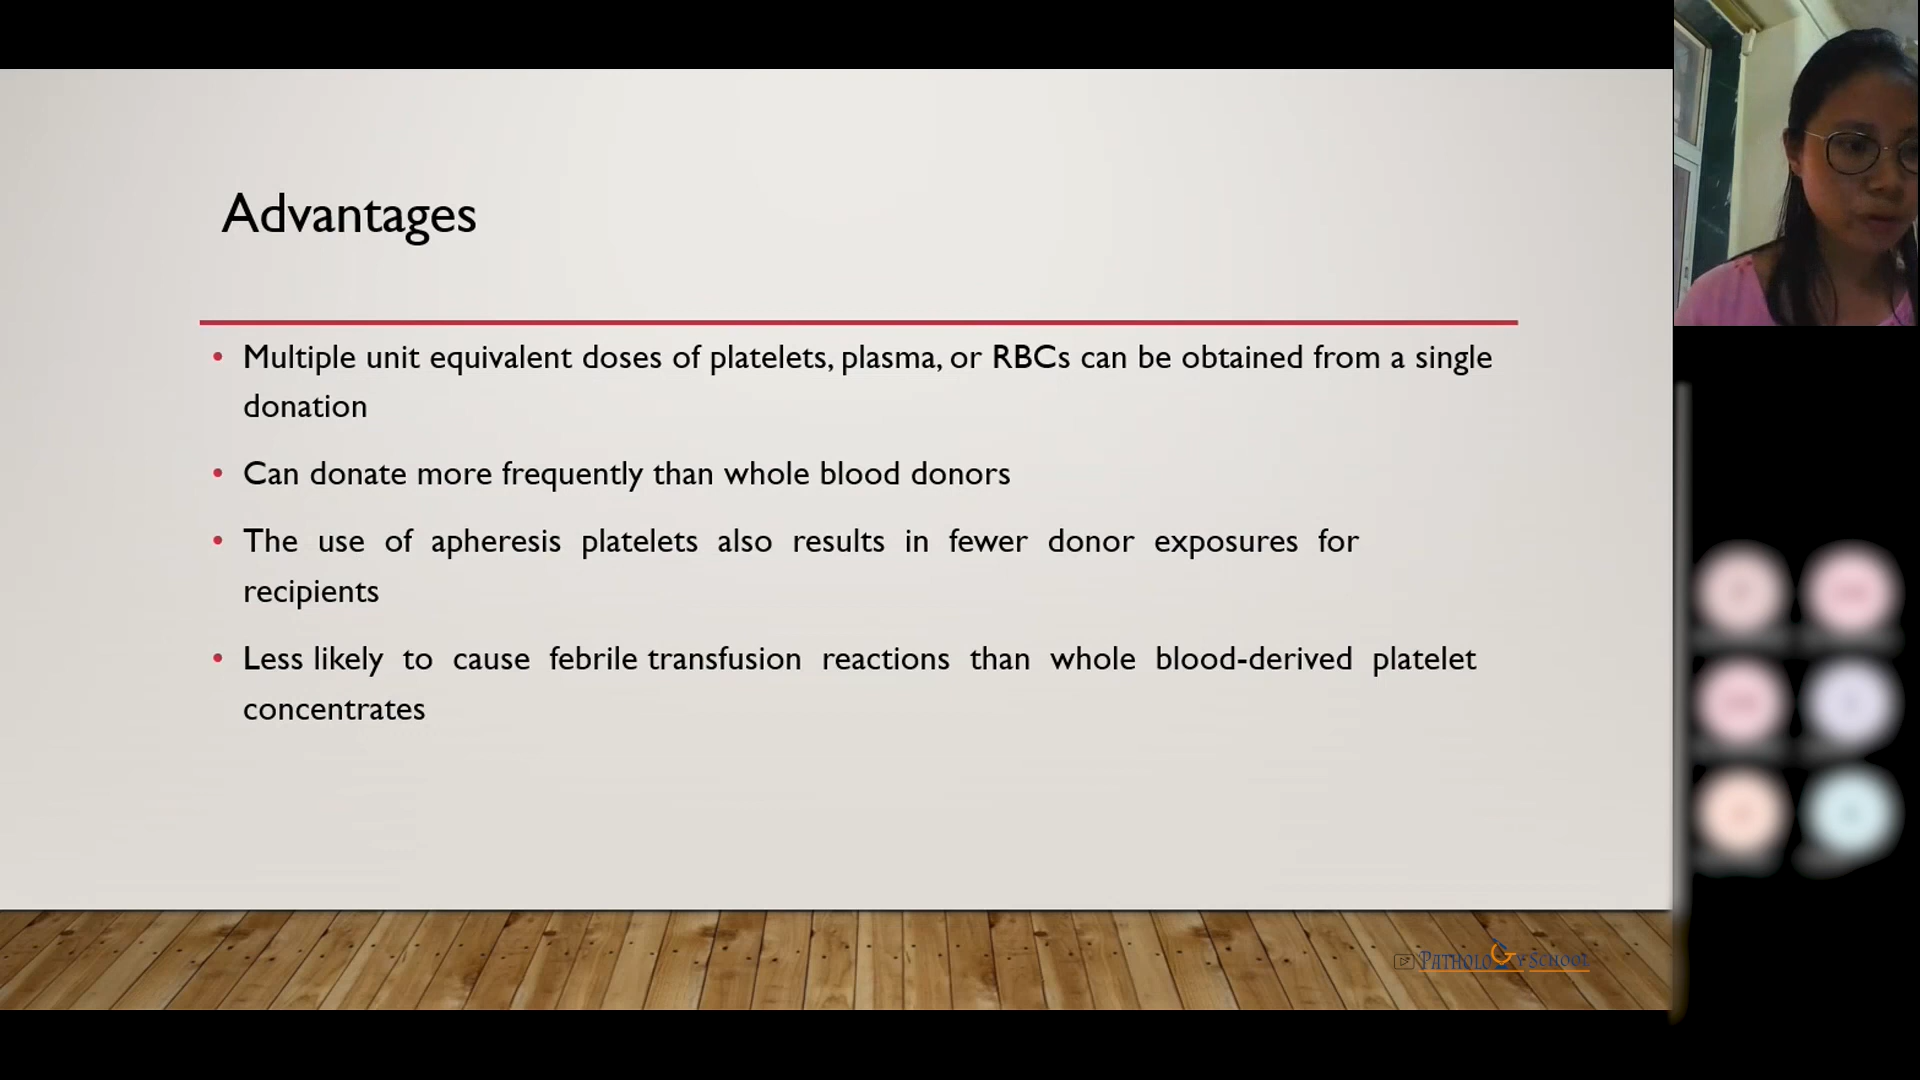 Advantages
• Multiple unit equivalent doses of platelets, plasma, or RBCs can be obtained from a single
donation
• Can donate more frequently than whole blood donors
• The use of apheresis platelets also results in fewer donor exposures for
recipients
• Less likely to cause febrile transfusion reactions than whole blood-derived platelet
concentrates
PATHOLOGY SCHOOL